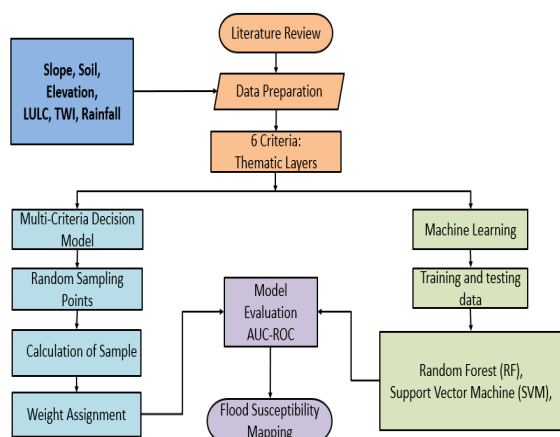 Literature Review
Slope, Soil,
Elevation,
LULC, TWI, Rainfall
Data Preparation
6 Criteria:
Thematic Layers
Multi-Criteria Decision
Model
Random Sampling
Points
Calculation of Sample
Weight Assignment
Machine Learning
Training and testing
data
Random Forest (RF),
Support Vector Machine (SVM),
Model
Evaluation
AUC-ROC
Flood Susceptibility
Mapping